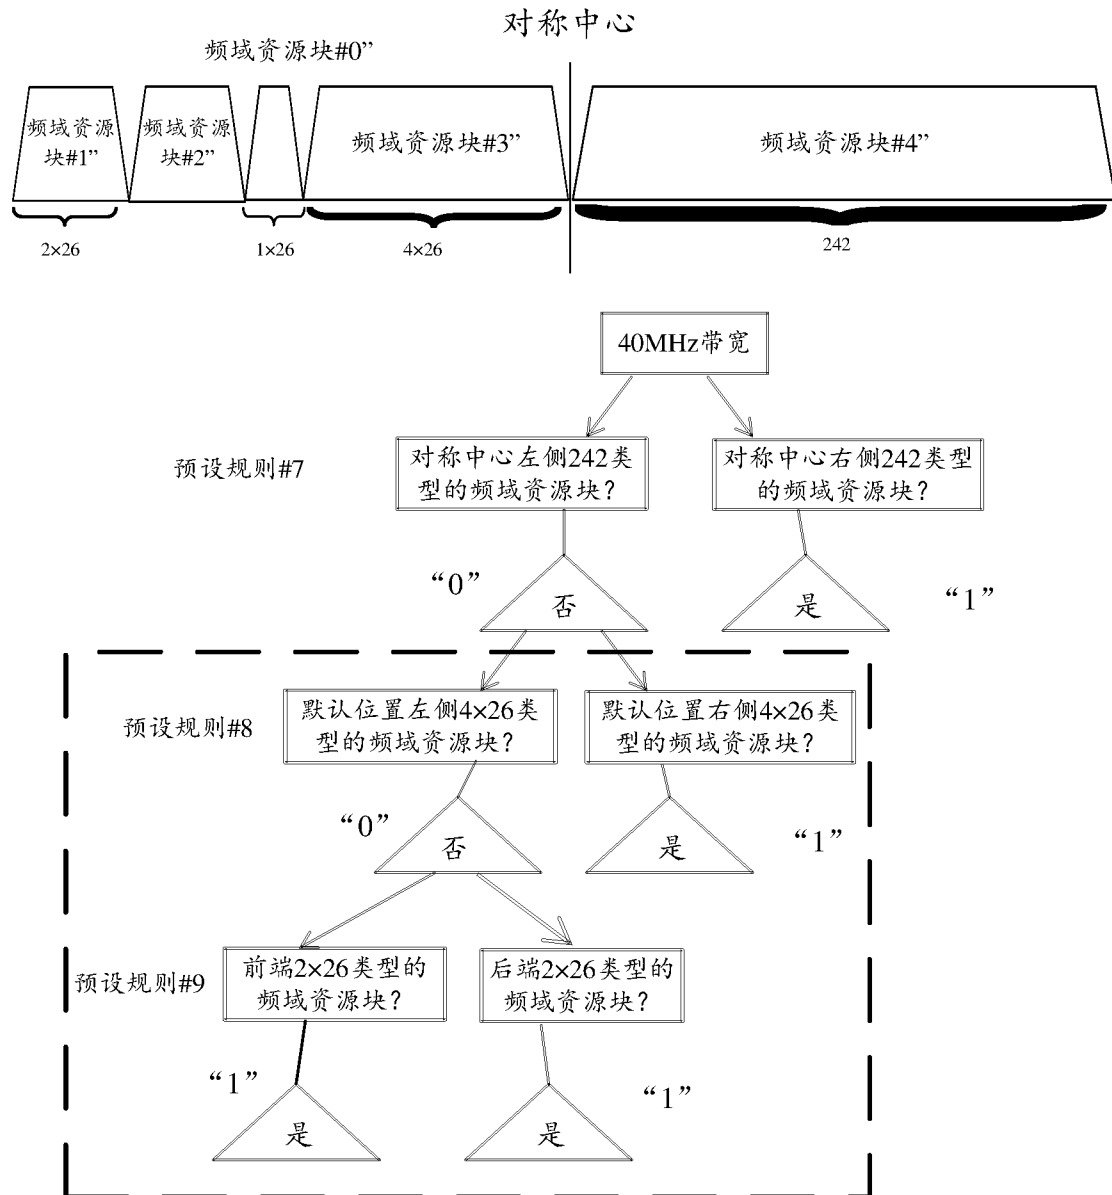 对称中心
频域资源块#0”
频域资源
块#1”
频域资源
块#2”
频域资源块#3”
频域资源块#4”
2×26
1×26
4×26
242
40MHz带宽
预设规则#7
对称中心左侧242类
型的频域资源块?
对称中心右侧242类型
的频域资源块?
“0”
否
是
“1”
预设规则#8
默认位置左侧4×26类
型的频域资源块?
默认位置右侧4×26类
型的频域资源块?
“0”
否
是
“1”
预设规则#9
前端2×26类型的
频域资源块?
后端2×26类型的
频域资源块?
“1”
是
是
“1”